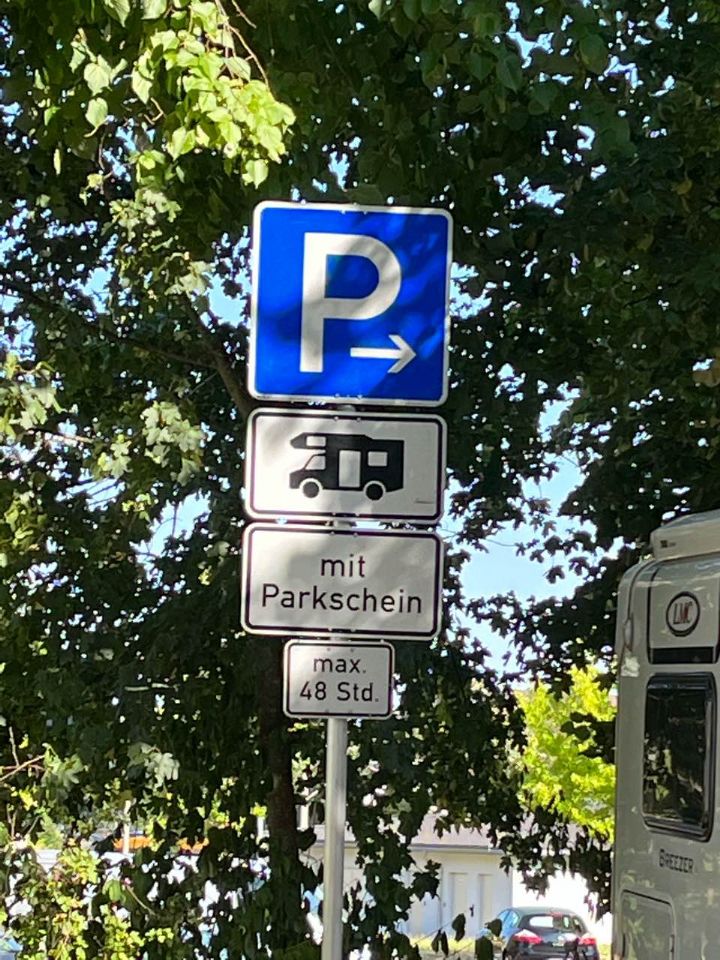 P
mit
Parkschein
max.
48 Std.
LMC
BREEZER